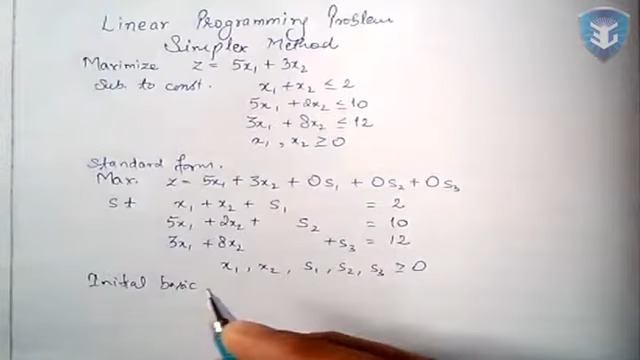 Linear Programming Problem
Simplex Method
Maximize z = 5x₁ + 3x₂
Sub. to const. x₁ + x₂ ≤ 2
5x₁ + 2x₂ ≤ 10
3x₁ + 8x₂ ≤ 12
x₁, x₂ ≥ 0
Standard form.
Max. z = 5x₁ + 3x₂ + 0s₁ + 0s₂ + 0s₃
st x₁ + x₂ + s₁ = 2
5x₁ + 2x₂ + s₂ = 10
3x₁ + 8x₂ + s₃ = 12
x₁, x₂, s₁, s₂, s₃ ≥ 0
Initial basic